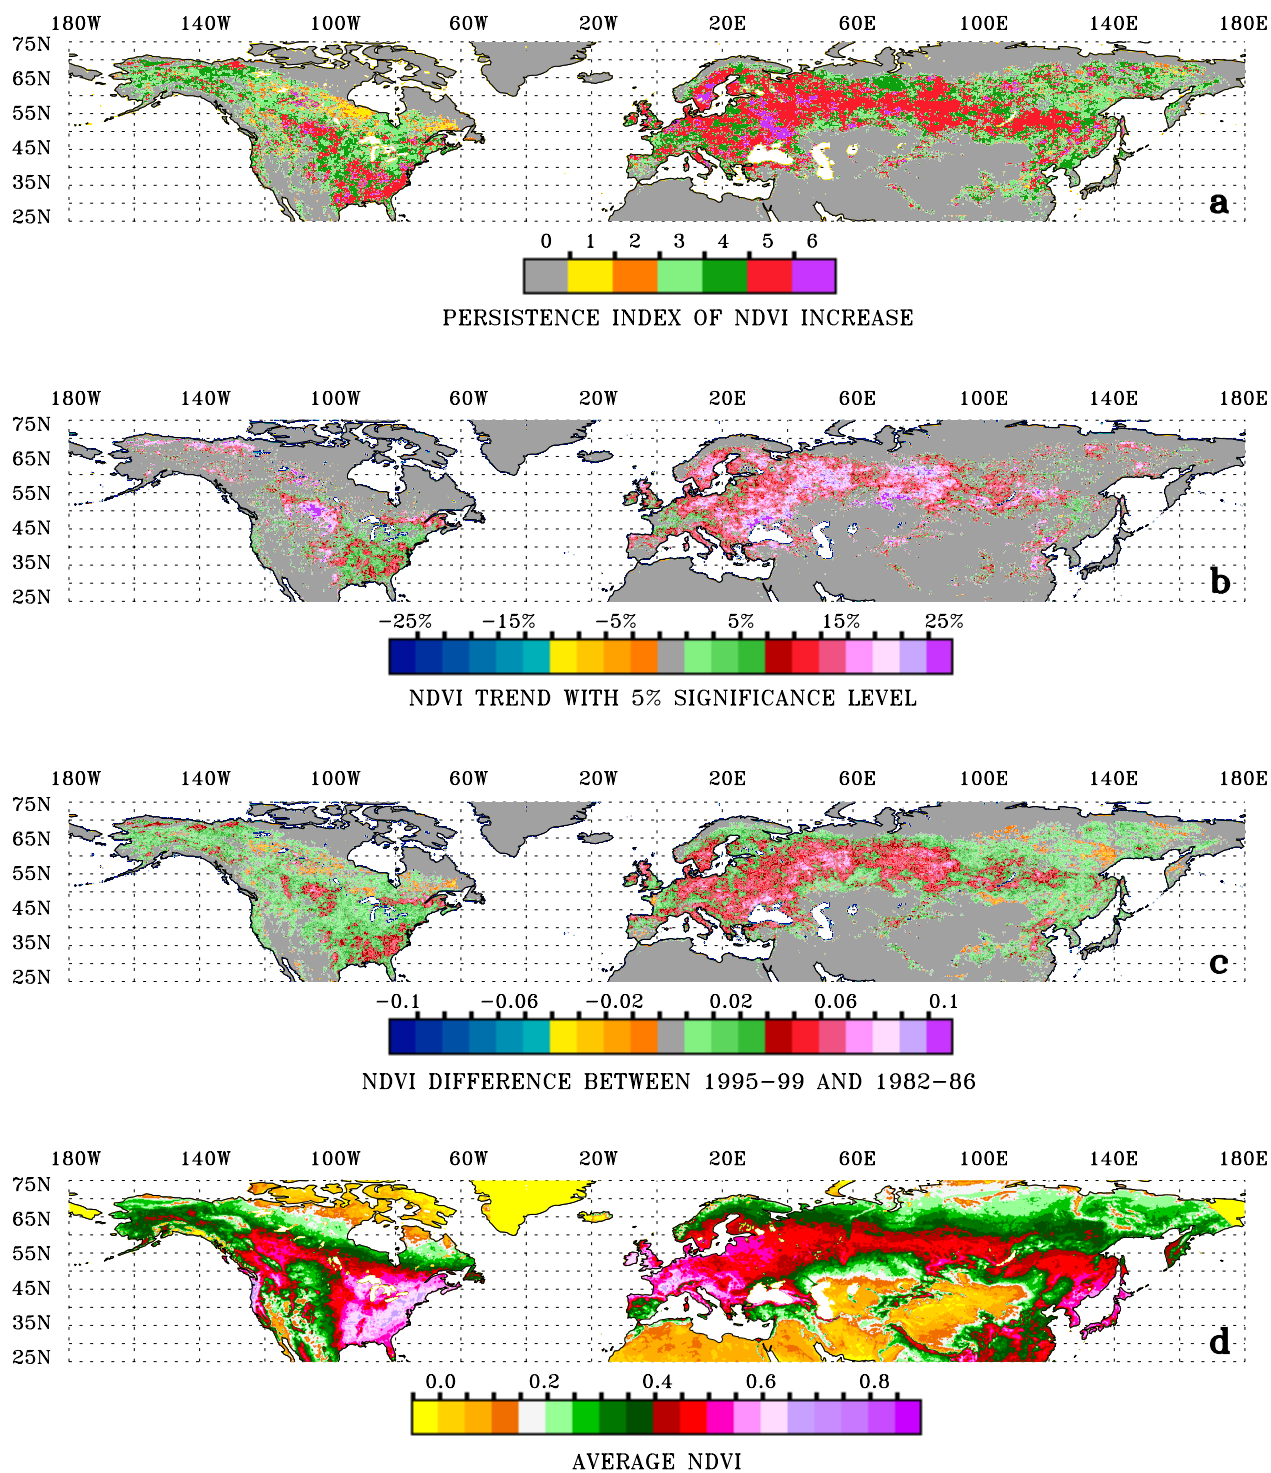 180W 140W 100W 60W 20W 20E 60E 100E 140E 180E
75N
65N
55N
45N
35N
25N
a
0 1 2 3 4 5 6
PERSISTENCE INDEX OF NDVI INCREASE
180W 140W 100W 60W 20W 20E 60E 100E 140E 180E
75N
65N
55N
45N
35N
25N
b
−25% −15% −5% 5% 15% 25%
NDVI TREND WITH 5% SIGNIFICANCE LEVEL
180W 140W 100W 60W 20W 20E 60E 100E 140E 180E
75N
65N
55N
45N
35N
25N
c
−0.1 −0.06 −0.02 0.02 0.06 0.1
NDVI DIFFERENCE BETWEEN 1995−99 AND 1982−86
180W 140W 100W 60W 20W 20E 60E 100E 140E 180E
75N
65N
55N
45N
35N
25N
d
0.0 0.2 0.4 0.6 0.8
AVERAGE NDVI